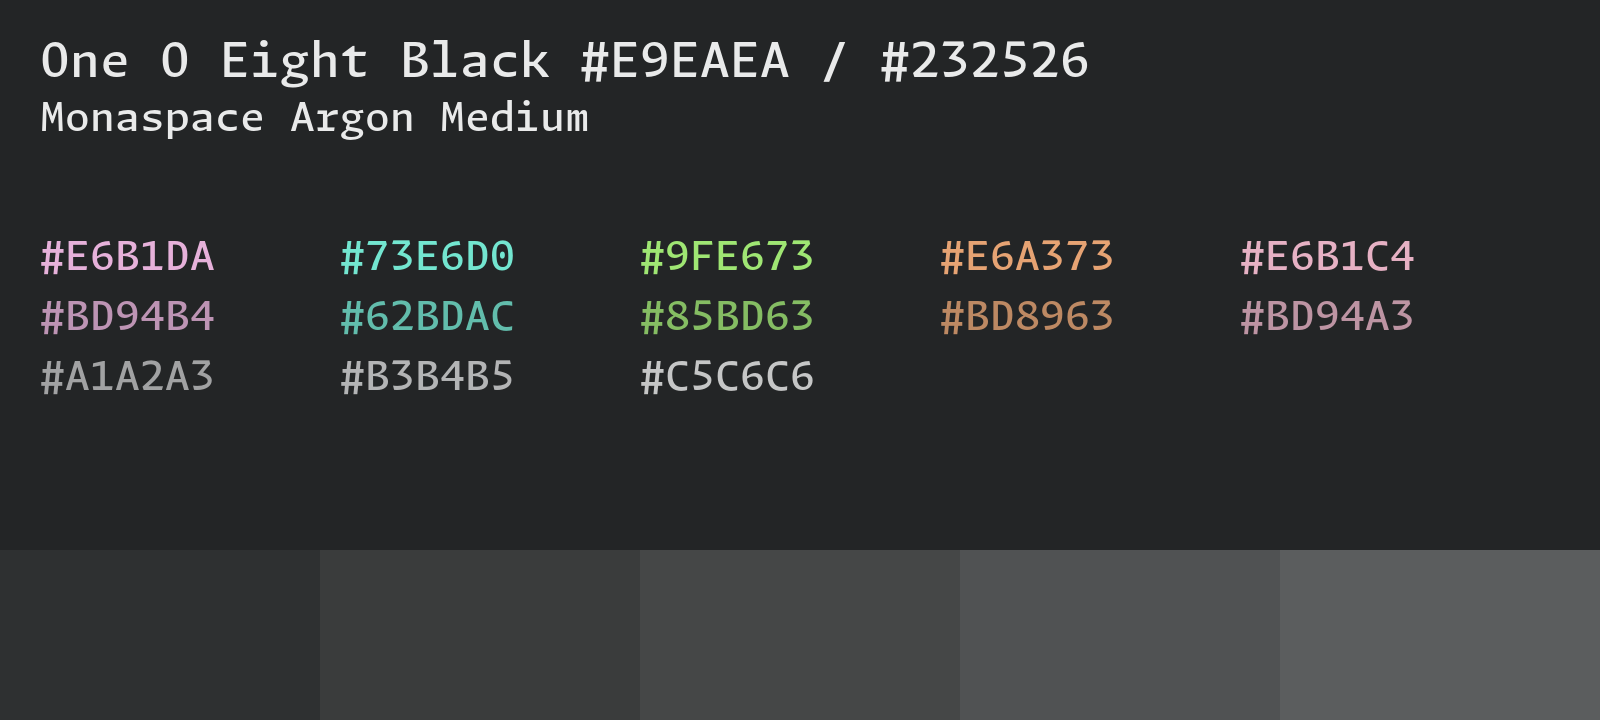 One O Eight Black #E9EAEA / #232526
Monaspace Argon Medium
#E6B1DA #73E6D0 #9FE673 #E6A373 #E6B1C4
#BD94B4 #62BDAC #85BD63 #BD8963 #BD94A3
#A1A2A3 #B3B4B5 #C5C6C6